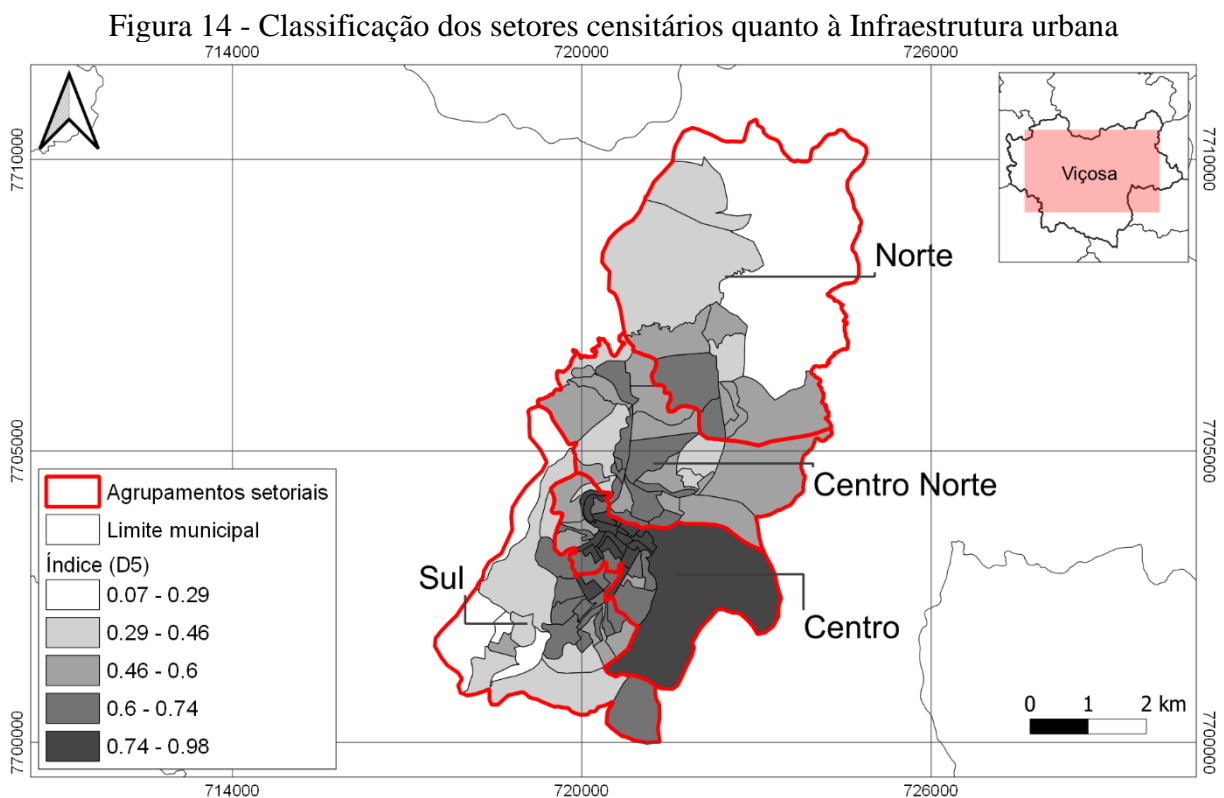 Figura 14 - Classificação dos setores censitários quanto à Infraestrutura urbana
714000 720000 726000
7710000 7710000
Viçosa
Norte
7705000 7705000
Centro Norte
Sul
Centro
Agrupamentos setoriais
Limite municipal
Índice (D5)
0.07 - 0.29
0.29 - 0.46
0.46 - 0.6
0.6 - 0.74
0.74 - 0.98
0 1 2 km
7700000 7700000
714000 720000 726000